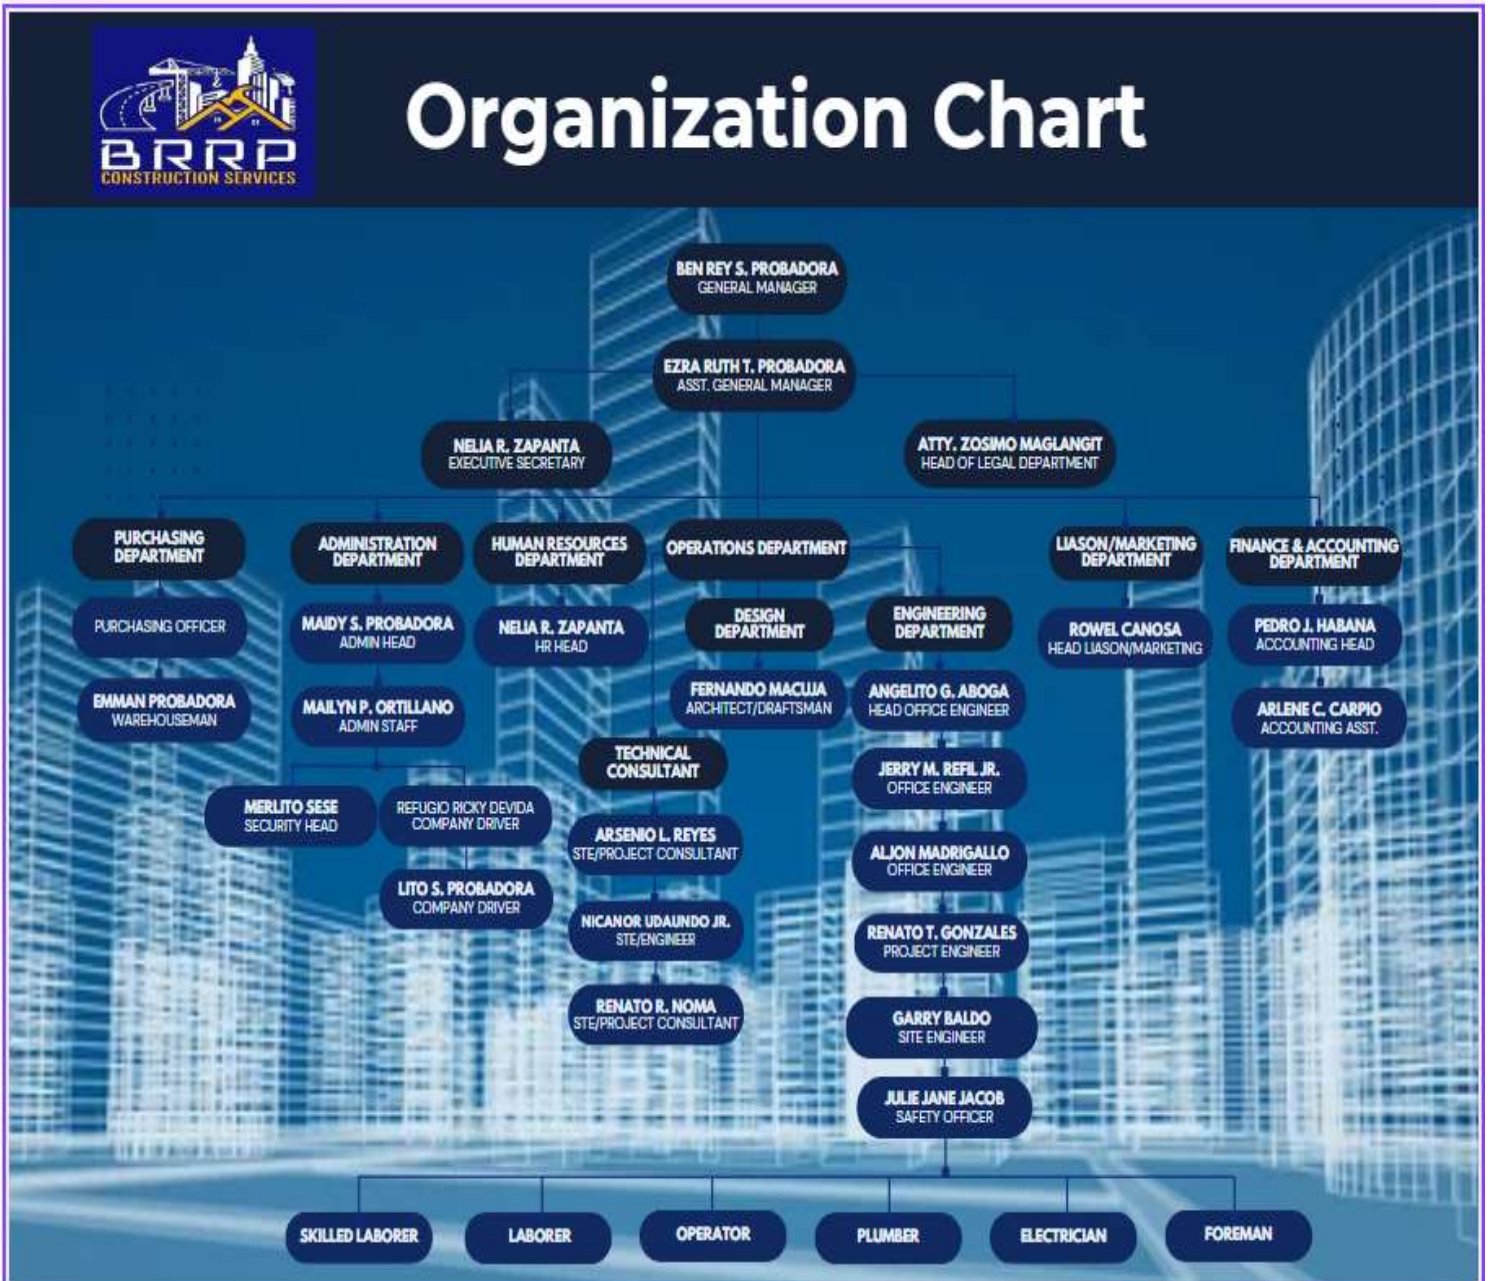 BRRP
CONSTRUCTION SERVICES
Organization Chart
BEN REY S. PROBADORA
GENERAL MANAGER
EZRA RUTH T. PROBADORA
ASST. GENERAL MANAGER
NELIA R. ZAPANTA
EXECUTIVE SECRETARY
ATTY. ZOSIMO MAGLANGIT
HEAD OF LEGAL DEPARTMENT
PURCHASING
DEPARTMENT
ADMINISTRATION
DEPARTMENT
HUMAN RESOURCES
DEPARTMENT
OPERATIONS DEPARTMENT
LIASON/MARKETING
DEPARTMENT
FINANCE & ACCOUNTING
DEPARTMENT
PURCHASING OFFICER
MAIDY S. PROBADORA
ADMIN HEAD
NELIA R. ZAPANTA
HR HEAD
DESIGN
DEPARTMENT
ENGINEERING
DEPARTMENT
ROWEL CANOSA
HEAD LIASON/MARKETING
PEDRO J. HABANA
ACCOUNTING HEAD
EMMAN PROBADORA
WAREHOUSEMAN
MAILYN P. ORTILLANO
ADMIN STAFF
FERNANDO MACUJA
ARCHITECT/DRAFTSMAN
ANGELITO G. ABOGA
HEAD OFFICE ENGINEER
ARLENE C. CARPIO
ACCOUNTING ASST.
TECHNICAL
CONSULTANT
JERRY M. REFIL JR.
OFFICE ENGINEER
MERLITO SESE
SECURITY HEAD
REFUGIO RICKY DEVIDA
COMPANY DRIVER
ARSENIO L. REYES
STE/PROJECT CONSULTANT
ALJON MADRIGALLO
OFFICE ENGINEER
LITO S. PROBADORA
COMPANY DRIVER
NICANOR UDAUNDO JR.
STE/ENGINEER
RENATO T. GONZALES
PROJECT ENGINEER
RENATO R. NOMA
STE/PROJECT CONSULTANT
GARRY BALDO
SITE ENGINEER
JULIE JANE JACOB
SAFETY OFFICER
SKILLED LABORER
LABORER
OPERATOR
PLUMBER
ELECTRICIAN
FOREMAN